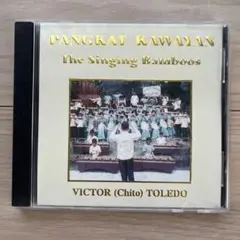 PANGKAT KAWAYAN
The Singing Bamboos
VICTOR (Chito) TOLEDO